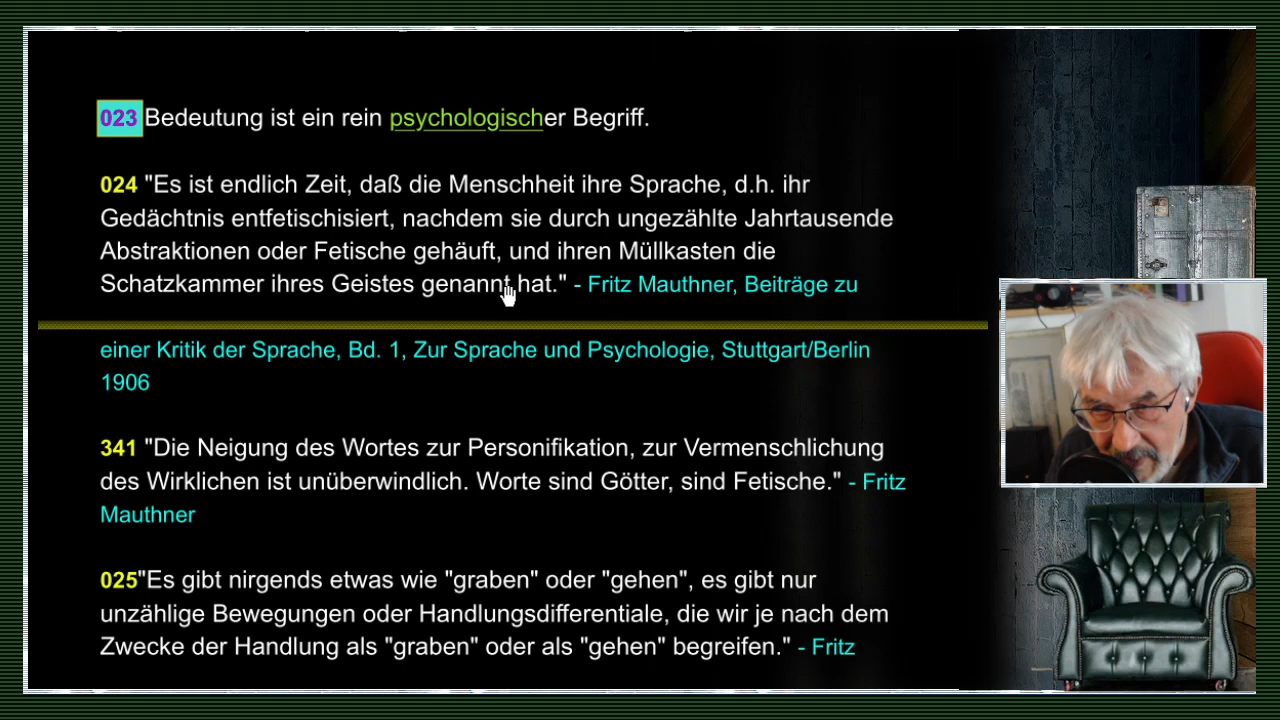 023 Bedeutung ist ein rein psychologischer Begriff.
024 "Es ist endlich Zeit, daß die Menschheit ihre Sprache, d.h. ihr
Gedächtnis entfetischisiert, nachdem sie durch ungezählte Jahrtausende
Abstraktionen oder Fetische gehäuft, und ihren Müllkasten die
Schatzkammer ihres Geistes genannt hat." - Fritz Mauthner, Beiträge zu
einer Kritik der Sprache, Bd. 1, Zur Sprache und Psychologie, Stuttgart/Berlin
1906
341 "Die Neigung des Wortes zur Personifikation, zur Vermenschlichung
des Wirklichen ist unüberwindlich. Worte sind Götter, sind Fetische." - Fritz
Mauthner
025"Es gibt nirgends etwas wie "graben" oder "gehen", es gibt nur
unzählige Bewegungen oder Handlungsdifferentiale, die wir je nach dem
Zwecke der Handlung als "graben" oder als "gehen" begreifen." - Fritz